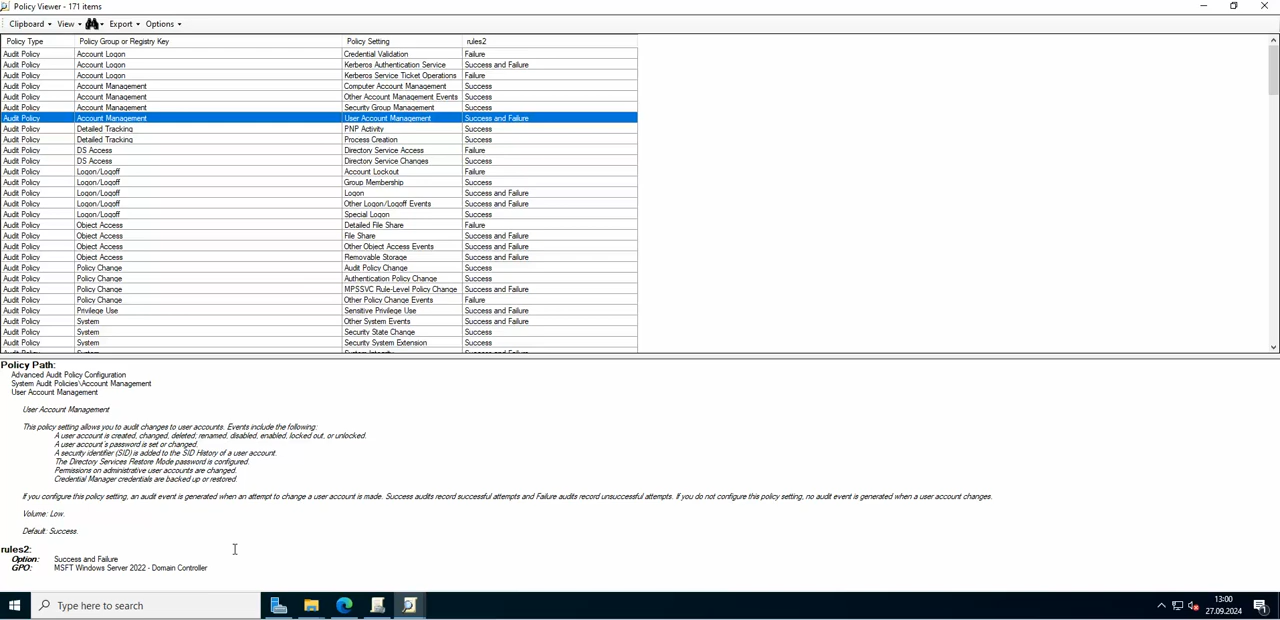 Policy Viewer - 171 items
Clipboard View Export Options
Policy Type Policy Group or Registry Key Policy Setting rules2
Audit Policy Account Logon Credential Validation Failure
Audit Policy Account Logon Kerberos Authentication Service Success and Failure
Audit Policy Account Logon Kerberos Service Ticket Operations Failure
Audit Policy Account Management Computer Account Management Success
Audit Policy Account Management Other Account Management Events Success
Audit Policy Account Management Security Group Management Success
Audit Policy Account Management User Account Management Success and Failure
Audit Policy Detailed Tracking PNP Activity Success
Audit Policy Detailed Tracking Process Creation Success
Audit Policy DS Access Directory Service Access Failure
Audit Policy DS Access Directory Service Changes Success
Audit Policy Logon/Logoff Account Lockout Failure
Audit Policy Logon/Logoff Group Membership Success
Audit Policy Logon/Logoff Logon Success and Failure
Audit Policy Logon/Logoff Other Logon/Logoff Events Success and Failure
Audit Policy Logon/Logoff Special Logon Success
Audit Policy Object Access Detailed File Share Failure
Audit Policy Object Access File Share Success and Failure
Audit Policy Object Access Other Object Access Events Success and Failure
Audit Policy Object Access Removable Storage Success and Failure
Audit Policy Policy Change Audit Policy Change Success
Audit Policy Policy Change Authentication Policy Change Success
Audit Policy Policy Change MPSSVC Rule-Level Policy Change Success and Failure
Audit Policy Policy Change Other Policy Change Events Failure
Audit Policy Privilege Use Sensitive Privilege Use Success and Failure
Audit Policy System Other System Events Success and Failure
Audit Policy System Security State Change Success
Audit Policy System Security System Extension Success
Audit Policy System System Integrity Success and Failure
Policy Path:
Advanced Audit Policy Configuration
System Audit Policies\Account Management
User Account Management
User Account Management
This policy setting allows you to audit changes to user accounts. Events include the following:
A user account is created, changed, deleted, renamed, disabled, enabled, locked out, or unlocked.
A user account's password is set or changed.
A security identifier (SID) is added to the SID History of a user account.
The Directory Services Restore Mode password is configured.
Permissions on administrative user accounts are changed.
Credential Manager credentials are backed up or restored.
If you configure this policy setting, an audit event is generated when an attempt to change a user account is made. Success audits record successful attempts and Failure audits record unsuccessful attempts. If you do not configure this policy setting, no audit event is generated when a user account changes.
Volume: Low.
Default: Success.
rules2:
Option: Success and Failure
GPO: MSFT Windows Server 2022 - Domain Controller
Type here to search
13:00
27.09.2024
1